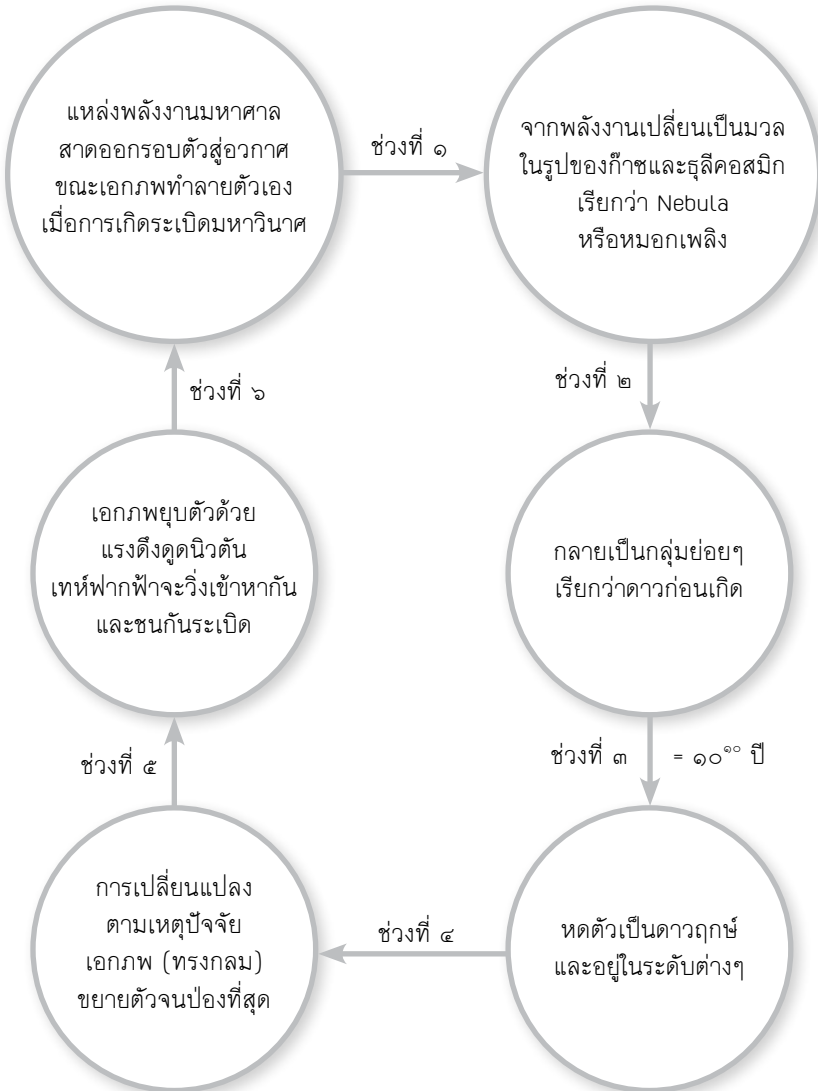 แหล่งพลังงานมหาศาล
สาดออกรอบตัวสู่อวกาศ
ขณะเอกภพทำลายตัวเอง
เมื่อการเกิดระเบิดมหาวินาศ
ช่วงที่ ๑
จากพลังงานเปลี่ยนเป็นมวล
ในรูปของก๊าซและธุลีคอสมิก
เรียกว่า Nebula
หรือหมอกเพลิง
ช่วงที่ ๒
กลายเป็นกลุ่มย่อยๆ
เรียกว่าดาวก่อนเกิด
ช่วงที่ ๓ = ๑๐^๑๐ ปี
หดตัวเป็นดาวฤกษ์
และอยู่ในระดับต่างๆ
ช่วงที่ ๔
การเปลี่ยนแปลง
ตามเหตุปัจจัย
เอกภพ (ทรงกลม)
ขยายตัวจนป่องที่สุด
ช่วงที่ ๕
เอกภพยุบตัวด้วย
แรงดึงดูดนิวตัน
เทห์ฟากฟ้าจะวิ่งเข้าหากัน
และชนกันระเบิด
ช่วงที่ ๖